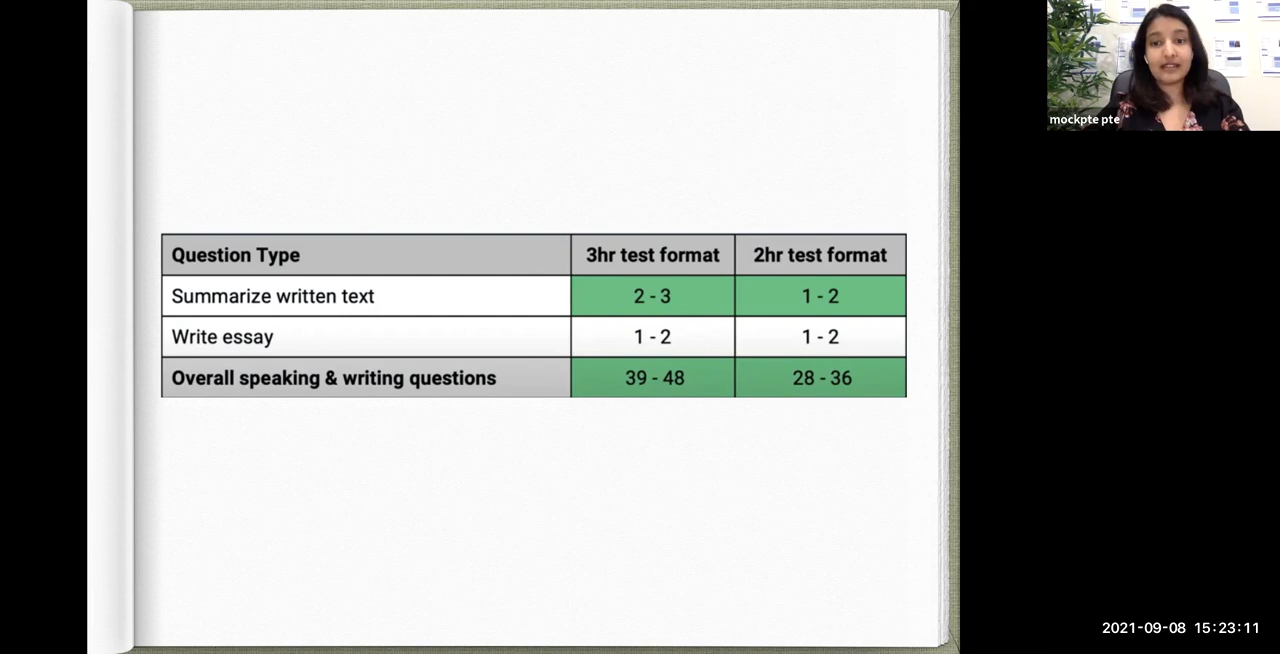 Question Type 3hr test format 2hr test format
Summarize written text 2 - 3 1 - 2
Write essay 1 - 2 1 - 2
Overall speaking & writing questions 39 - 48 28 - 36
mockpte pte
2021-09-08 15:23:11